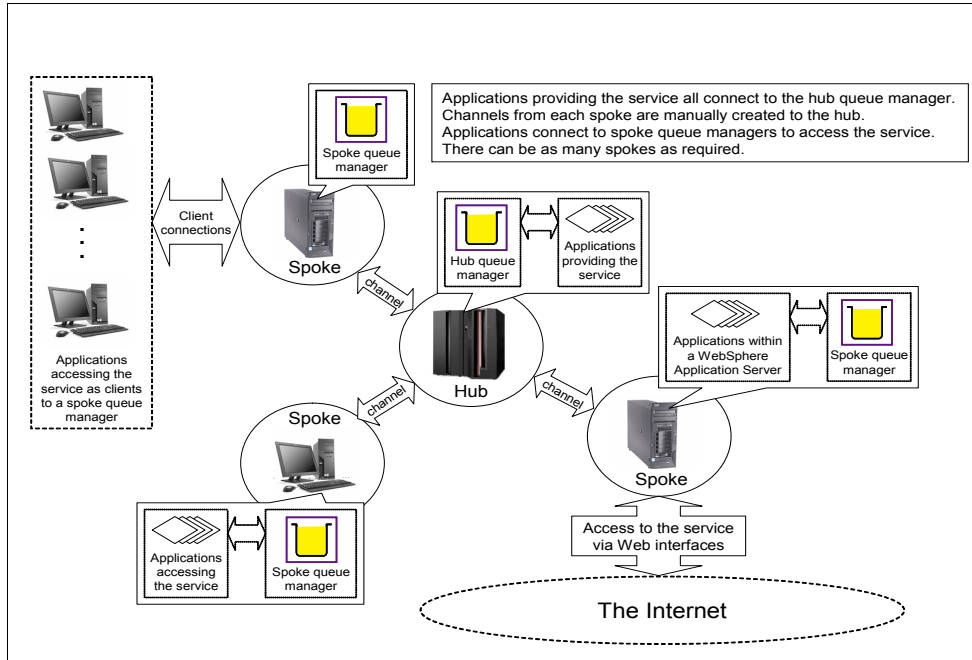 Applications providing the service all connect to the hub queue manager.
Channels from each spoke are manually created to the hub.
Applications connect to spoke queue managers to access the service.
There can be as many spokes as required.
Spoke queue
manager
Client
connections
Spoke
Hub queue
manager
Applications
providing the
service
channel
Applications
accessing the
service as clients
to a spoke queue
manager
Hub
Applications within
a WebSphere
Application Server
Spoke queue
manager
channel
channel
Spoke
Spoke
Applications
accessing
the service
Spoke queue
manager
Access to the service
via Web interfaces
The Internet